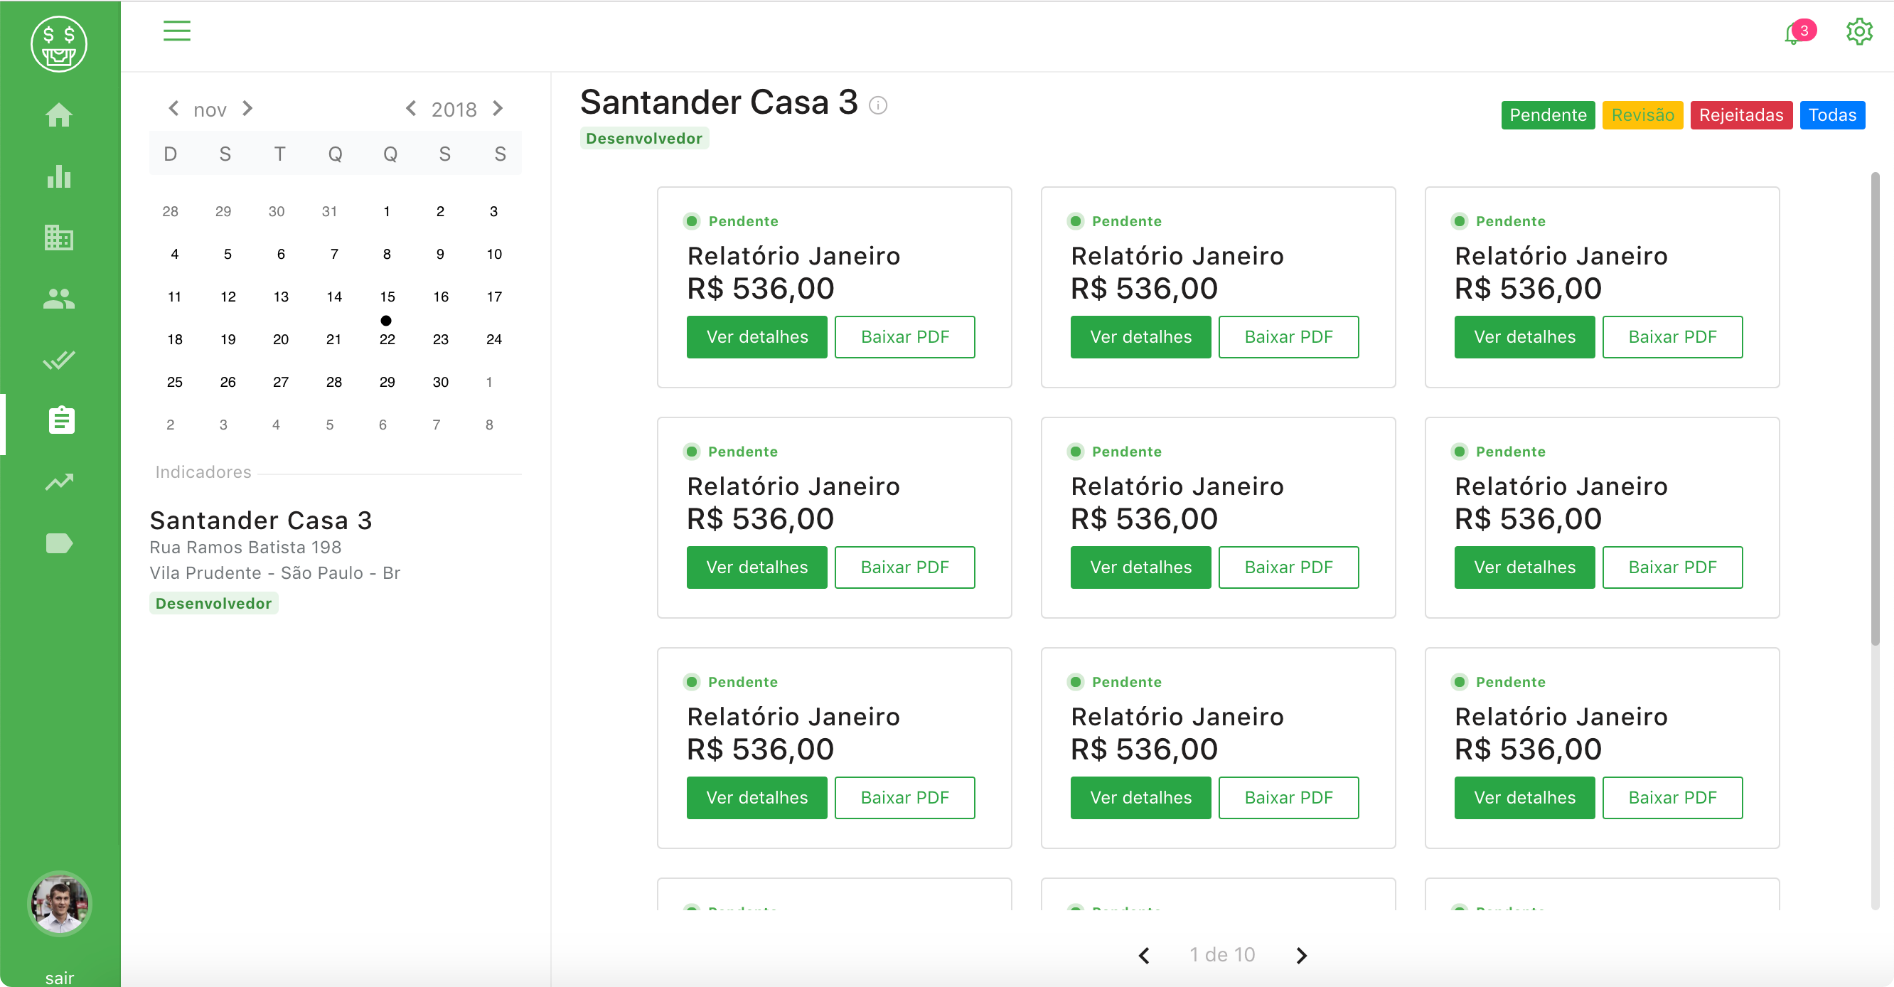 $ $
3
nov 2018
D S T Q Q S S
28 29 30 31 1 2 3
4 5 6 7 8 9 10
11 12 13 14 15 16 17
18 19 20 21 22 23 24
25 26 27 28 29 30 1
2 3 4 5 6 7 8
Indicadores
Santander Casa 3
Rua Ramos Batista 198
Vila Prudente - São Paulo - Br
Desenvolvedor
sair
Santander Casa 3
Desenvolvedor
Pendente Revisão Rejeitadas Todas
Pendente
Relatório Janeiro
R$ 536,00
Ver detalhes Baixar PDF
Pendente
Relatório Janeiro
R$ 536,00
Ver detalhes Baixar PDF
Pendente
Relatório Janeiro
R$ 536,00
Ver detalhes Baixar PDF
Pendente
Relatório Janeiro
R$ 536,00
Ver detalhes Baixar PDF
Pendente
Relatório Janeiro
R$ 536,00
Ver detalhes Baixar PDF
Pendente
Relatório Janeiro
R$ 536,00
Ver detalhes Baixar PDF
Pendente
Relatório Janeiro
R$ 536,00
Ver detalhes Baixar PDF
Pendente
Relatório Janeiro
R$ 536,00
Ver detalhes Baixar PDF
Pendente
Relatório Janeiro
R$ 536,00
Ver detalhes Baixar PDF
1 de 10